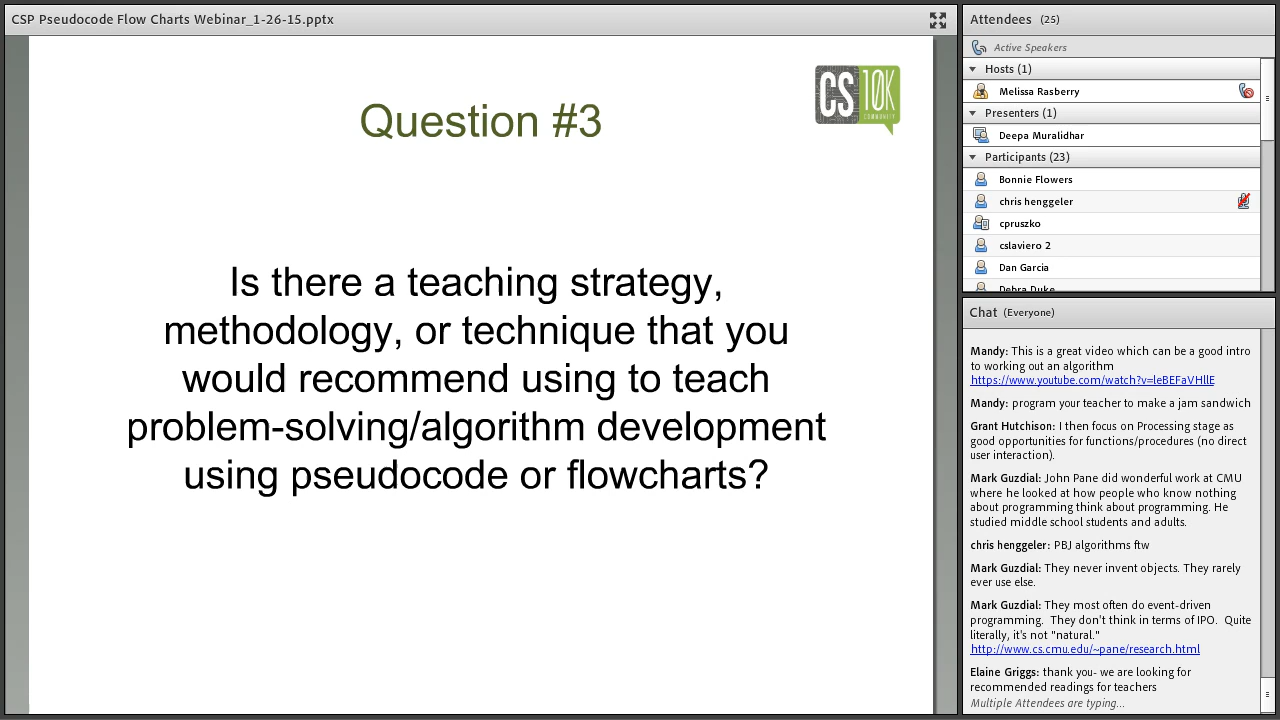 CSP Pseudocode Flow Charts Webinar_1-26-15.pptx
CS 10K
COMMUNITY
Question #3
Is there a teaching strategy,
methodology, or technique that you
would recommend using to teach
problem-solving/algorithm development
using pseudocode or flowcharts?
Attendees (25)
Active Speakers
Hosts (1)
Melissa Rasberry
Presenters (1)
Deepa Muralidhar
Participants (23)
Bonnie Flowers
chris henggeler
cpruszko
cslaviero 2
Dan Garcia
Debra Duke
Chat (Everyone)
Mandy: This is a great video which can be a good intro
to working out an algorithm
https://www.youtube.com/watch?v=leBEFaVHllE
Mandy: program your teacher to make a jam sandwich
Grant Hutchison: I then focus on Processing stage as
good opportunities for functions/procedures (no direct
user interaction).
Mark Guzdial: John Pane did wonderful work at CMU
where he looked at how people who know nothing
about programming think about programming. He
studied middle school students and adults.
chris henggeler: PBJ algorithms ftw
Mark Guzdial: They never invent objects. They rarely
ever use else.
Mark Guzdial: They most often do event-driven
programming. They don't think in terms of IPO. Quite
literally, it's not "natural."
http://www.cs.cmu.edu/~pane/research.html
Elaine Griggs: thank you- we are looking for
recommended readings for teachers
Multiple Attendees are typing...